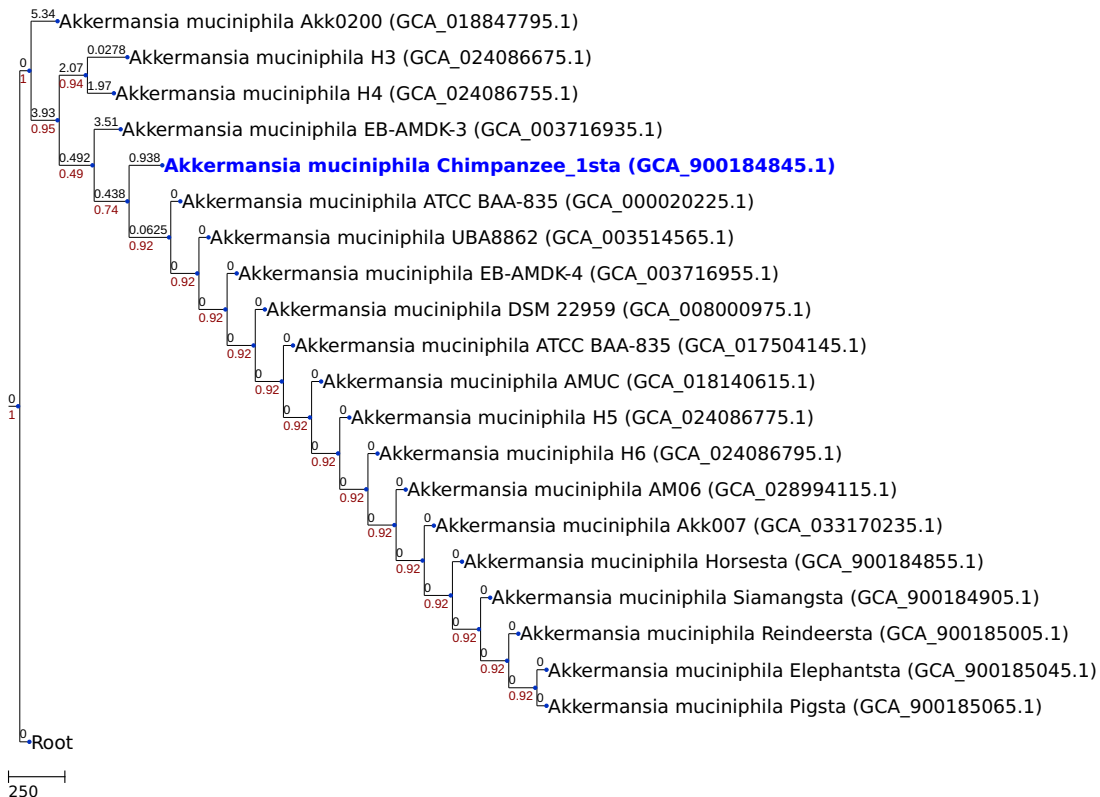 5.34 Akkermansia muciniphila Akk0200 (GCA_018847795.1)
0.0278 Akkermansia muciniphila H3 (GCA_024086675.1)
0
1
2.07
0.94
1.97 Akkermansia muciniphila H4 (GCA_024086755.1)
3.93
0.95
3.51 Akkermansia muciniphila EB-AMDK-3 (GCA_003716935.1)
0.492
0.49
0.938 Akkermansia muciniphila Chimpanzee_1sta (GCA_900184845.1)
0.438
0.74
0 Akkermansia muciniphila ATCC BAA-835 (GCA_000020225.1)
0.0625
0.92
0 Akkermansia muciniphila UBA8862 (GCA_003514565.1)
0
0.92
0 Akkermansia muciniphila EB-AMDK-4 (GCA_003716955.1)
0
0.92
0 Akkermansia muciniphila DSM 22959 (GCA_008000975.1)
0
0.92
0 Akkermansia muciniphila ATCC BAA-835 (GCA_017504145.1)
0
0.92
0 Akkermansia muciniphila AMUC (GCA_018140615.1)
0
0.92
0 Akkermansia muciniphila H5 (GCA_024086775.1)
0
0.92
0 Akkermansia muciniphila H6 (GCA_024086795.1)
0
0.92
0 Akkermansia muciniphila AM06 (GCA_028994115.1)
0
0.92
0 Akkermansia muciniphila Akk007 (GCA_033170235.1)
0
0.92
0 Akkermansia muciniphila Horsesta (GCA_900184855.1)
0
0.92
0 Akkermansia muciniphila Siamangsta (GCA_900184905.1)
0
0.92
0 Akkermansia muciniphila Reindeersta (GCA_900185005.1)
0
0.92
0 Akkermansia muciniphila Elephantsta (GCA_900185045.1)
0
0.92
0 Akkermansia muciniphila Pigsta (GCA_900185065.1)
0
1
0 Root
250